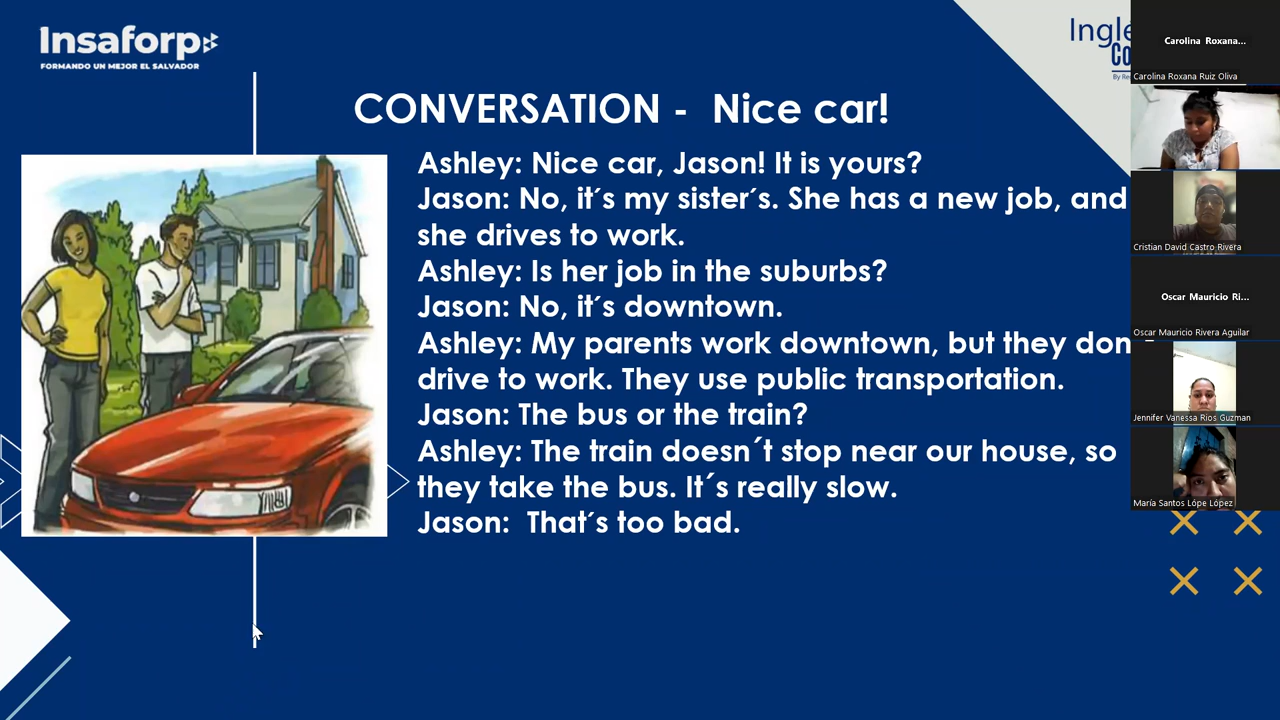 Insaforp
FORMANDO UN MEJOR EL SALVADOR
CONVERSATION - Nice car!
Ashley: Nice car, Jason! It is yours?
Jason: No, it´s my sister´s. She has a new job, and
she drives to work.
Ashley: Is her job in the suburbs?
Jason: No, it´s downtown.
Ashley: My parents work downtown, but they don
drive to work. They use public transportation.
Jason: The bus or the train?
Ashley: The train doesn´t stop near our house, so
they take the bus. It´s really slow.
Jason: That´s too bad.
Carolina Roxana...
Carolina Roxana Ruiz Oliva
Cristian David Castro Rivera
Oscar Mauricio Ri...
Oscar Mauricio Rivera Aguilar
Jennifer Vanessa Rios Guzman
María Santos Lópe López